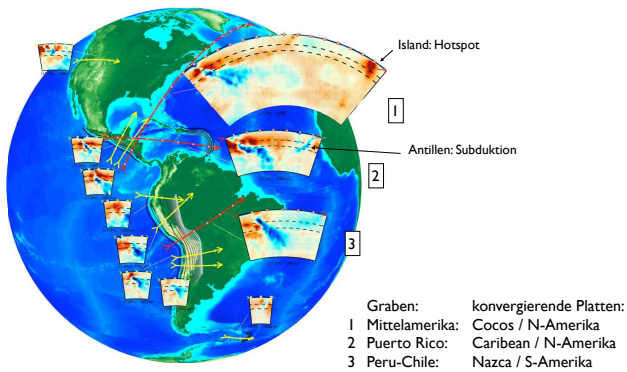 Island: Hotspot
1
Antillen: Subduktion
2
3
Graben: konvergierende Platten:
1 Mittelamerika: Cocos / N-Amerika
2 Puerto Rico: Caribean / N-Amerika
3 Peru-Chile: Nazca / S-Amerika